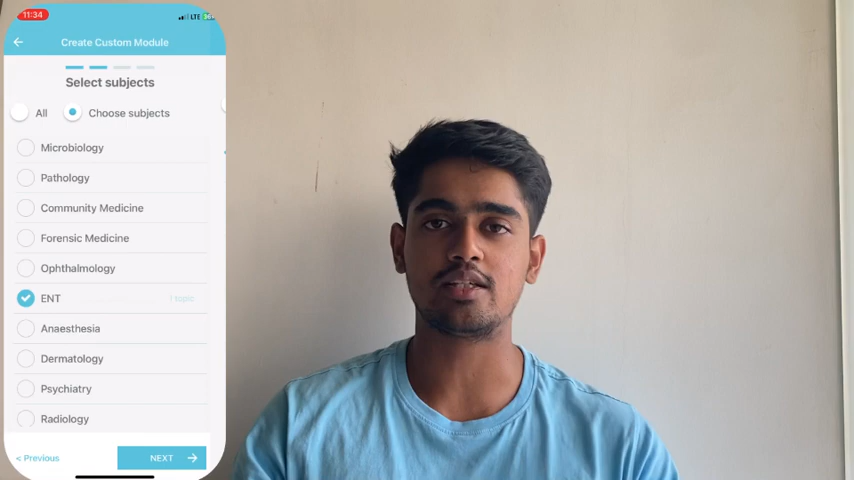 11:34
LTE
Create Custom Module
Select subjects
All
Choose subjects
Microbiology
Pathology
Community Medicine
Forensic Medicine
Ophthalmology
ENT
/ topic
Anaesthesia
Dermatology
Psychiatry
Radiology
< Previous
NEXT